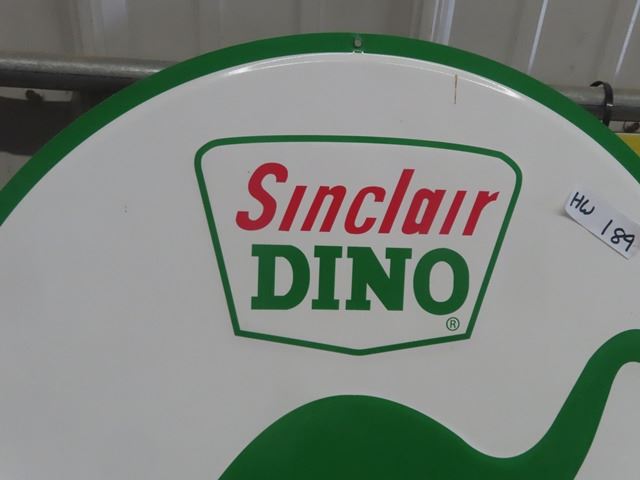 Sinclair
DINO
®
HW 189